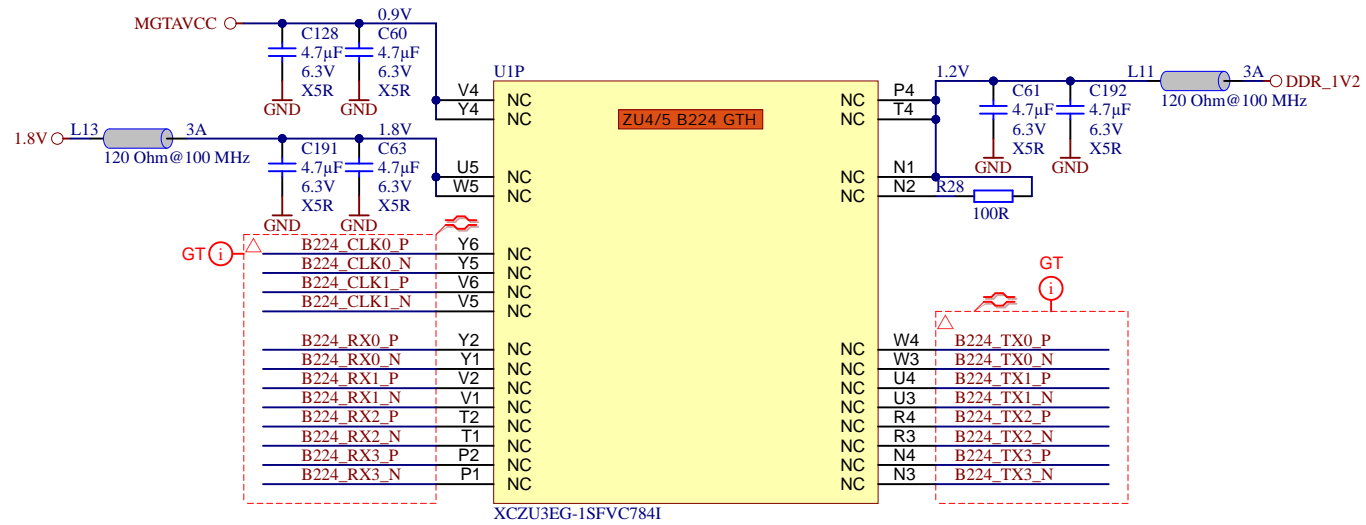 MGTAVCC
0.9V
C128
4.7µF
6.3V
X5R
GND
C60
4.7µF
6.3V
X5R
GND
1.8V
L13
3A
120 Ohm@100 MHz
1.8V
C191
4.7µF
6.3V
X5R
GND
C63
4.7µF
6.3V
X5R
GND
U1P
ZU4/5 B224 GTH
V4 NC
Y4 NC
U5 NC
W5 NC
GT i
B224_CLK0_P Y6 NC
B224_CLK0_N Y5 NC
B224_CLK1_P V6 NC
B224_CLK1_N V5 NC
B224_RX0_P Y2 NC
B224_RX0_N Y1 NC
B224_RX1_P V2 NC
B224_RX1_N V1 NC
B224_RX2_P T2 NC
B224_RX2_N T1 NC
B224_RX3_P P2 NC
B224_RX3_N P1 NC
NC P4
NC T4
NC N1
NC N2
R28
100R
1.2V
C61
4.7µF
6.3V
X5R
GND
C192
4.7µF
6.3V
X5R
GND
L11
3A
DDR_1V2
120 Ohm@100 MHz
GT
i
NC W4 B224_TX0_P
NC W3 B224_TX0_N
NC U4 B224_TX1_P
NC U3 B224_TX1_N
NC R4 B224_TX2_P
NC R3 B224_TX2_N
NC N4 B224_TX3_P
NC N3 B224_TX3_N
XCZU3EG-1SFVC784I